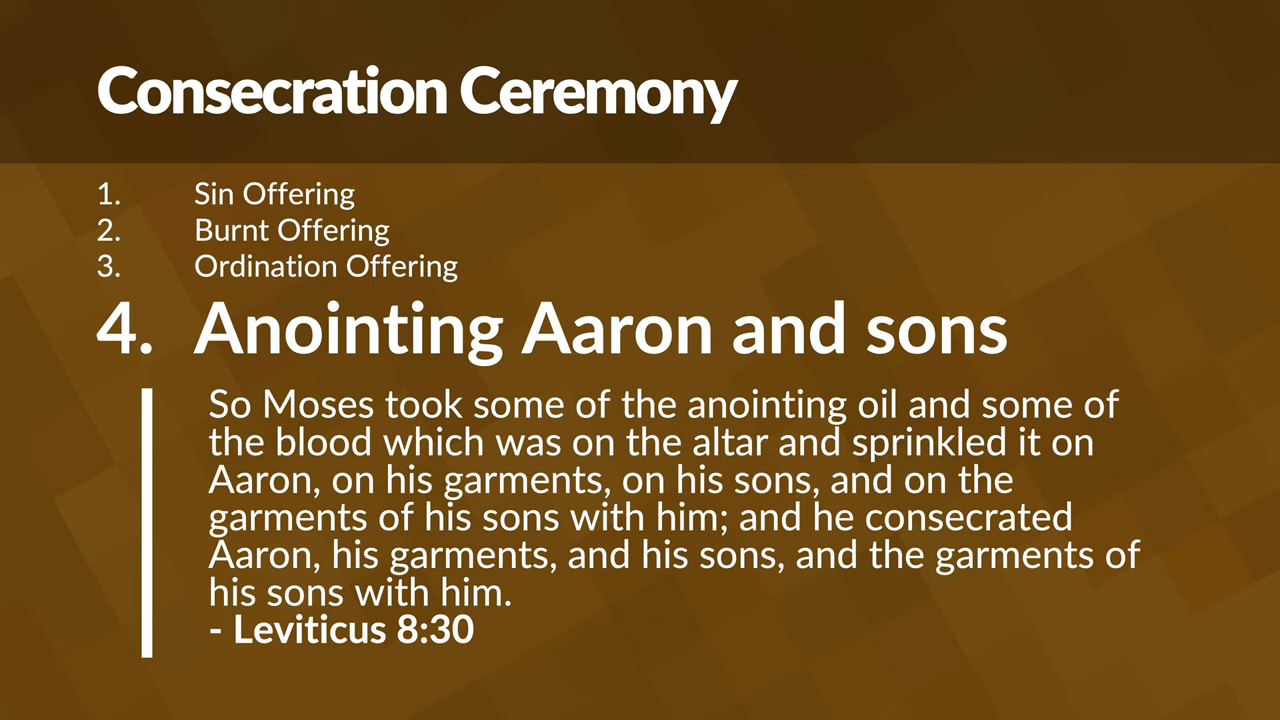 Consecration Ceremony
1. Sin Offering
2. Burnt Offering
3. Ordination Offering
4. Anointing Aaron and sons
So Moses took some of the anointing oil and some of
the blood which was on the altar and sprinkled it on
Aaron, on his garments, on his sons, and on the
garments of his sons with him; and he consecrated
Aaron, his garments, and his sons, and the garments of
his sons with him.
- Leviticus 8:30